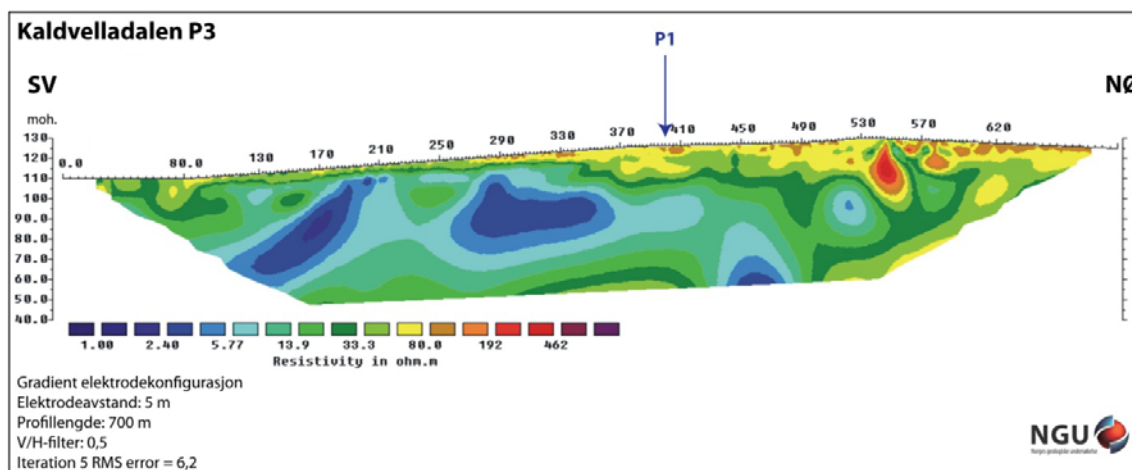 Kaldvelladalen P3
P1
SV
NØ
moh.
130
120
110
100
90.0
80.0
70.0
60.0
50.0
40.0
0.0 80.0 130 170 210 250 290 330 370 410 450 490 530 570 620
1.00 2.40 5.77 13.9 33.3 80.0 192 462
Resistivity in ohm.m
Gradient elektrodekonfigurasjon
Elektrodeavstand: 5 m
Profillengde: 700 m
V/H-filter: 0,5
Iteration 5 RMS error = 6,2
NGU
Norges geologiske undersøkelse